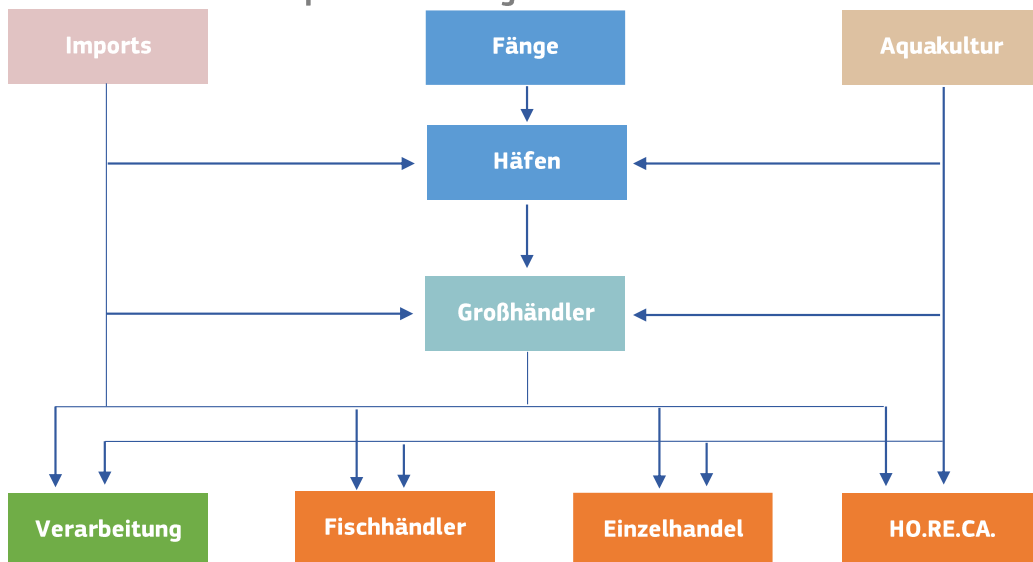 Imports
Fänge
Aquakultur
Häfen
Großhändler
Verarbeitung
Fischhändler
Einzelhandel
HO.RE.CA.